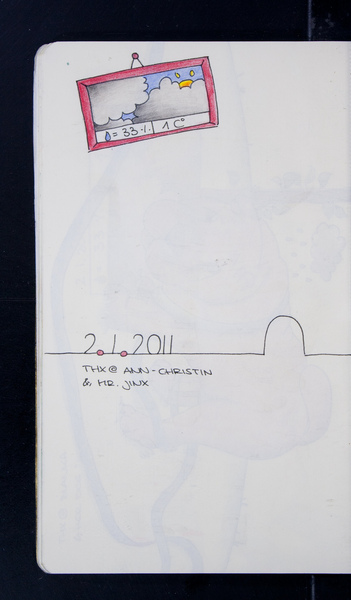 = 33 % 1 C°
2.1.2011
THX @ ANN-CHRISTIN
& MR. JINX